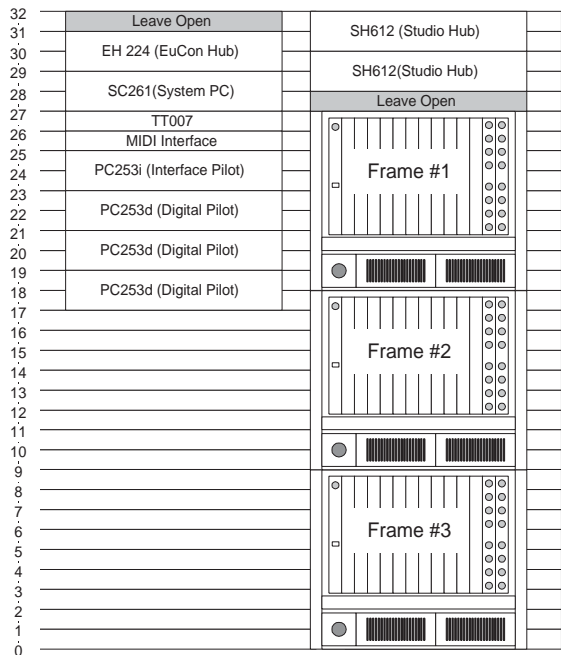 32
31
30
29
28
27
26
25
24
23
22
21
20
19
18
17
16
15
14
13
12
11
10
9
8
7
6
5
4
3
2
1
0
Leave Open
EH 224 (EuCon Hub)
SC261(System PC)
TT007
MIDI Interface
PC253i (Interface Pilot)
PC253d (Digital Pilot)
PC253d (Digital Pilot)
PC253d (Digital Pilot)
SH612 (Studio Hub)
SH612(Studio Hub)
Leave Open
Frame #1
Frame #2
Frame #3